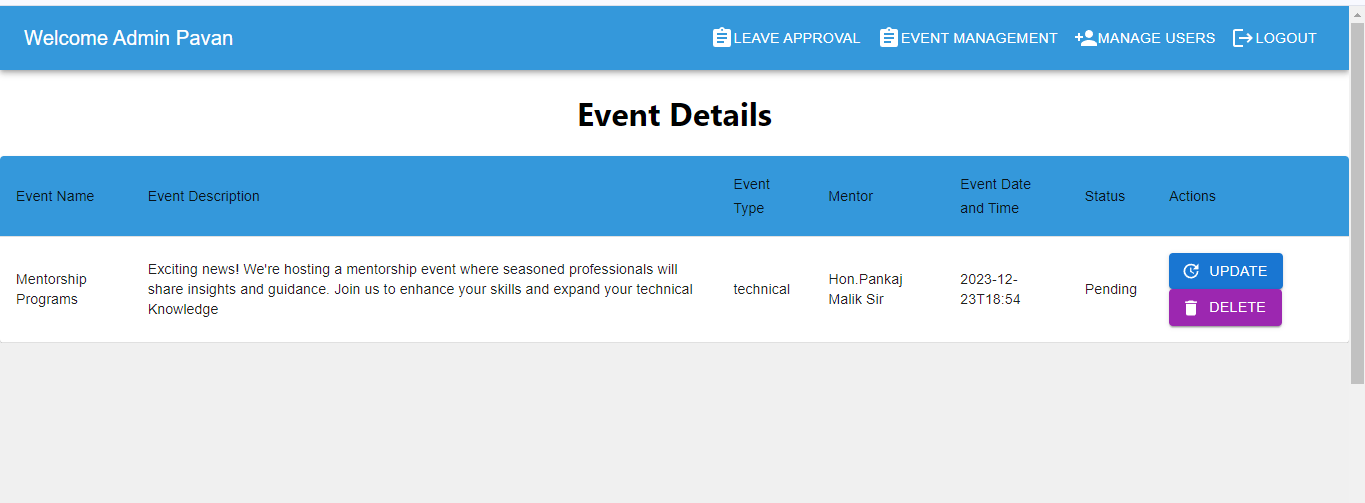 Welcome Admin Pavan
LEAVE APPROVAL
EVENT MANAGEMENT
MANAGE USERS
LOGOUT
Event Details
Event Name
Event Description
Event
Type
Mentor
Event Date
and Time
Status
Actions
Mentorship
Programs
Exciting news! We're hosting a mentorship event where seasoned professionals will
share insights and guidance. Join us to enhance your skills and expand your technical
Knowledge
technical
Hon.Pankaj
Malik Sir
2023-12-
23T18:54
Pending
UPDATE
DELETE